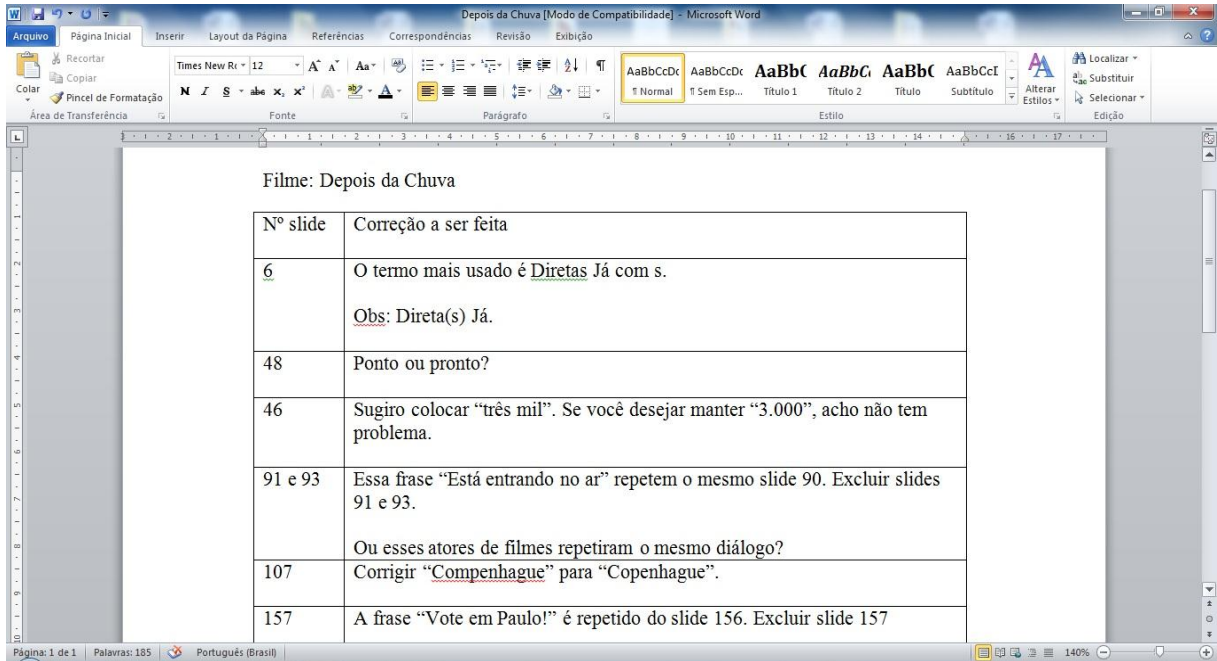 Depois da Chuva [Modo de Compatibilidade] - Microsoft Word
Arquivo Página Inicial Inserir Layout da Página Referências Correspondências Revisão Exibição
Colar
Recortar
Copiar
Pincel de Formatação
Área de Transferência
Times New Rc 12
N I S abc x, x²
Fonte
Parágrafo
AaBbCcDc AaBbCcDc AaBb( AaBbC AaBb( AaBbCcI
¶ Normal ¶ Sem Esp... Título 1 Título 2 Título Subtítulo
Alterar Estilos
Estilo
Localizar
Substituir
Selecionar
Edição
Filme: Depois da Chuva
Nº slide Correção a ser feita
6 O termo mais usado é Diretas Já com s.
Obs: Direta(s) Já.
48 Ponto ou pronto?
46 Sugiro colocar “três mil”. Se você desejar manter “3.000”, acho não tem
problema.
91 e 93 Essa frase “Está entrando no ar” repetem o mesmo slide 90. Excluir slides
91 e 93.
Ou esses atores de filmes repetiram o mesmo diálogo?
107 Corrigir “Compenhague” para “Copenhague”.
157 A frase “Vote em Paulo!” é repetido do slide 156. Excluir slide 157
Página: 1 de 1 Palavras: 185 Português (Brasil) 140%